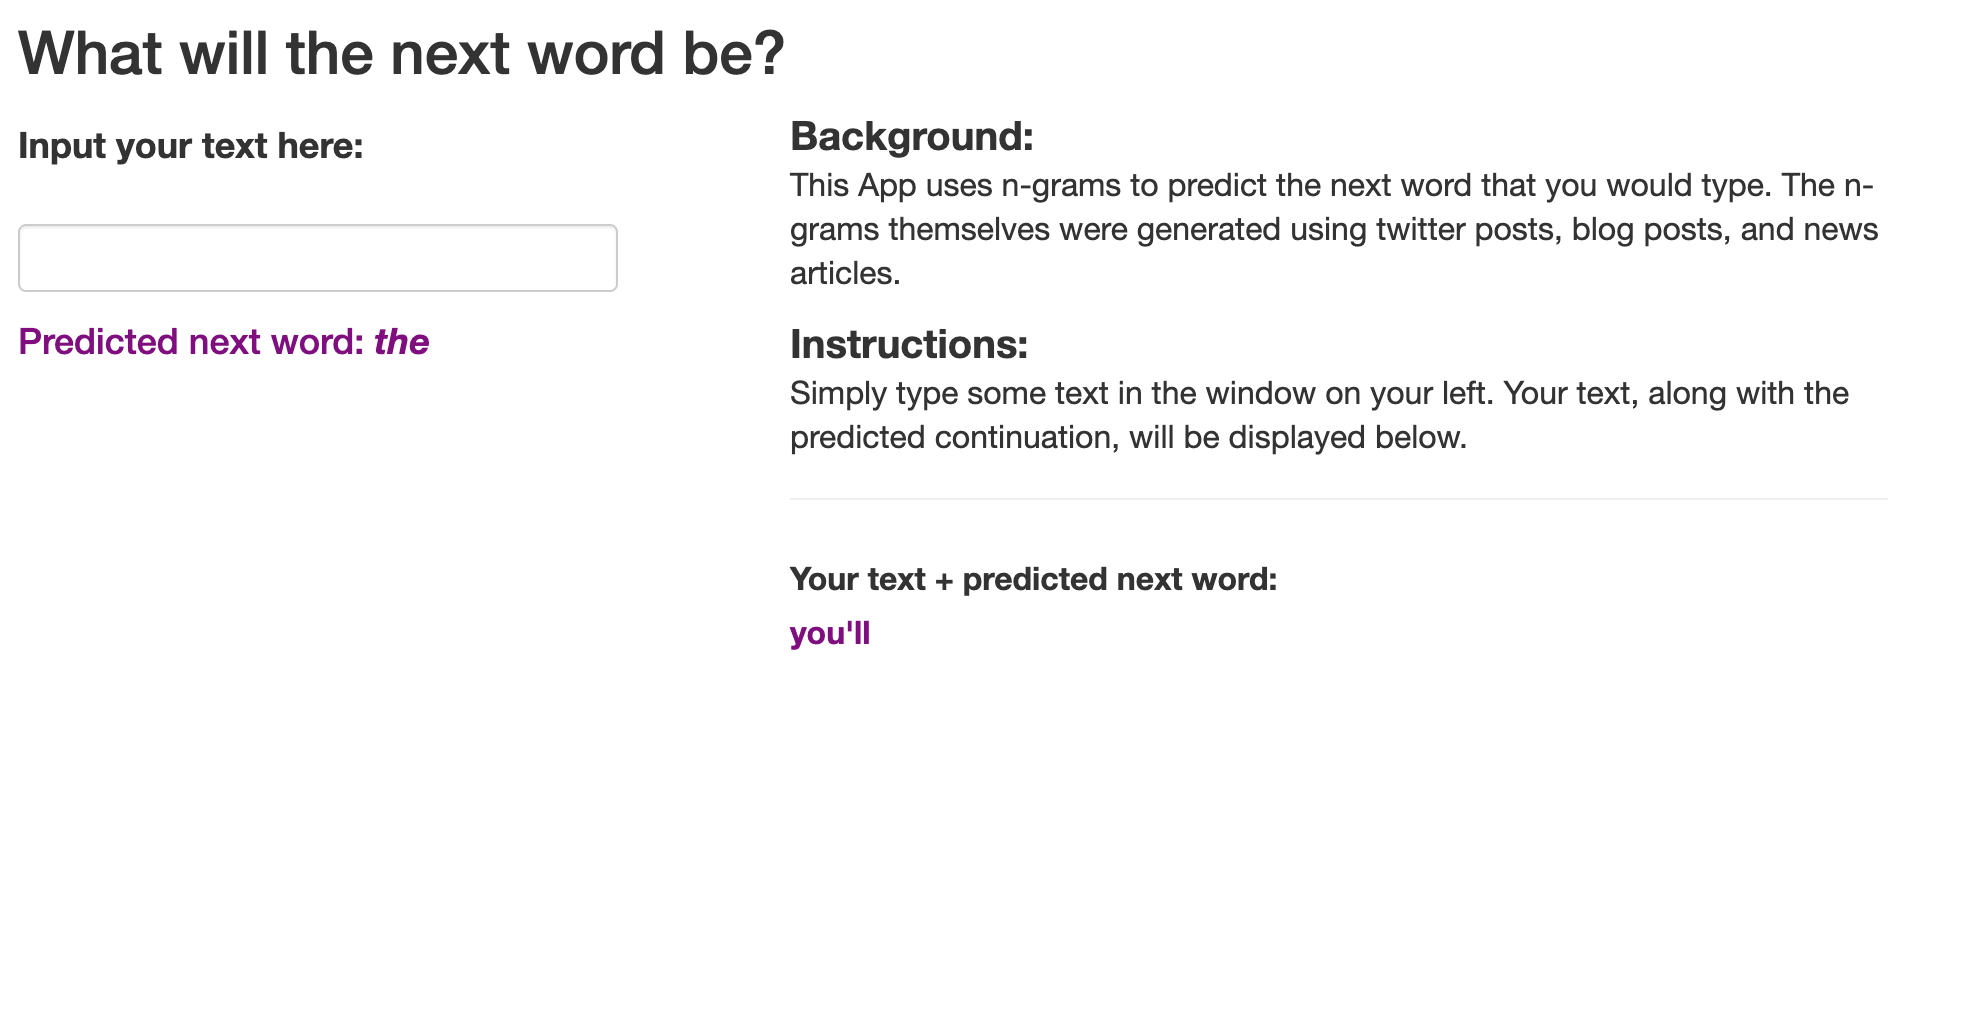 What will the next word be?
Input your text here:
Predicted next word: the
Background:
This App uses n-grams to predict the next word that you would type. The n-
grams themselves were generated using twitter posts, blog posts, and news
articles.
Instructions:
Simply type some text in the window on your left. Your text, along with the
predicted continuation, will be displayed below.
Your text + predicted next word:
you'll